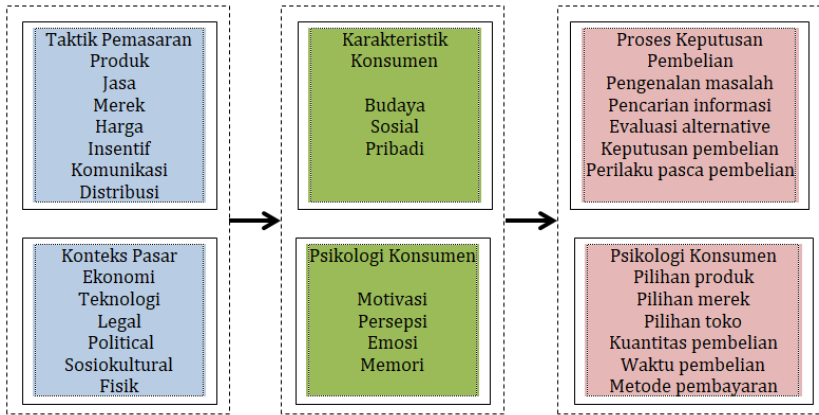 Taktik Pemasaran
Produk
Jasa
Merek
Harga
Insentif
Komunikasi
Distribusi
Konteks Pasar
Ekonomi
Teknologi
Legal
Political
Sosiokultural
Fisik
Karakteristik
Konsumen
Budaya
Sosial
Pribadi
Psikologi Konsumen
Motivasi
Persepsi
Emosi
Memori
Proses Keputusan
Pembelian
Pengenalan masalah
Pencarian informasi
Evaluasi alternative
Keputusan pembelian
Perilaku pasca pembelian
Psikologi Konsumen
Pilihan produk
Pilihan merek
Pilihan toko
Kuantitas pembelian
Waktu pembelian
Metode pembayaran